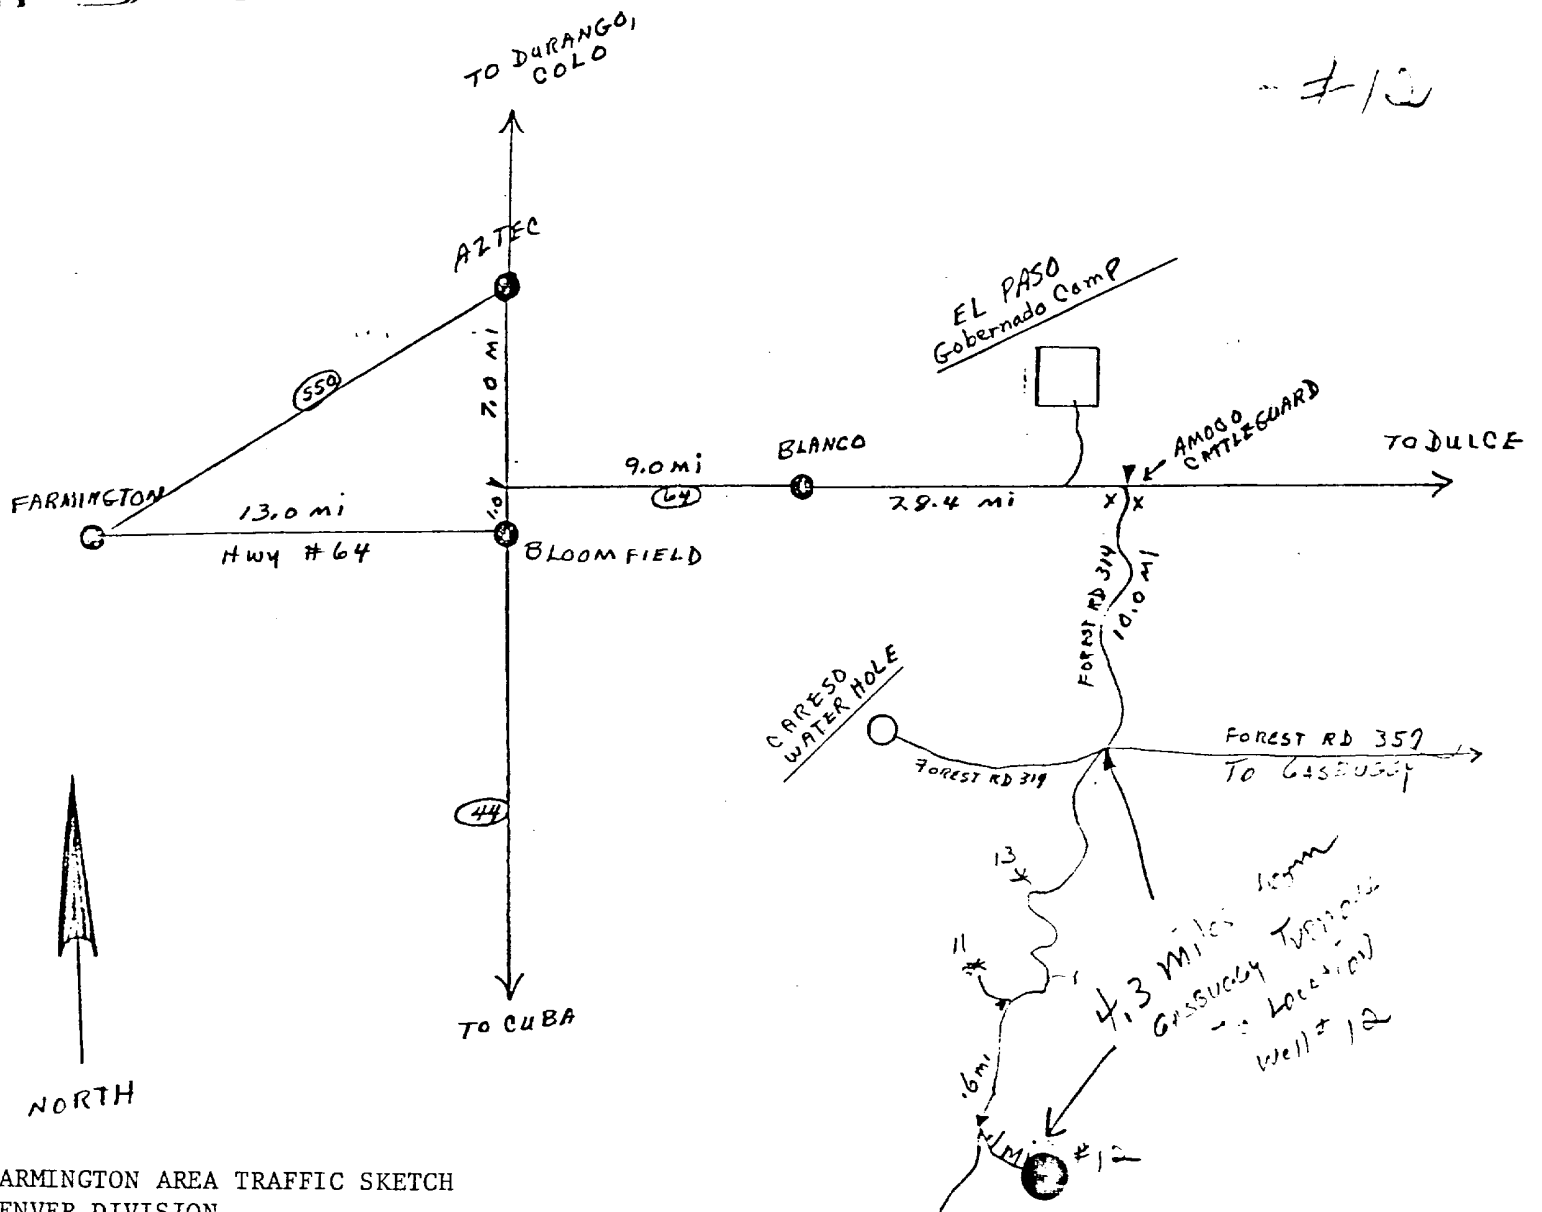 #12
TO DURANGO,
COLO
AZTEC
550
7.0 MI
EL PASO
Gobernado Camp
AMOCO
CATTLEGUARD
TO DULCE
BLANCO
9.0 mi
64
28.4 mi
X X
FARMINGTON
13.0 mi
HWY #64
1.0
BLOOMFIELD
FOREST RD 314
10.0 MI
CARESO
WATER HOLE
FOREST RD 319
FOREST RD 357
TO GASBUGGY
44
13
11
4.3 miles from
GASBUGGY Turnout
to Location
Well # 12
.6mi
.1 mi
#12
TO CUBA
NORTH
ARMINGTON AREA TRAFFIC SKETCH
ENVER DIVISION